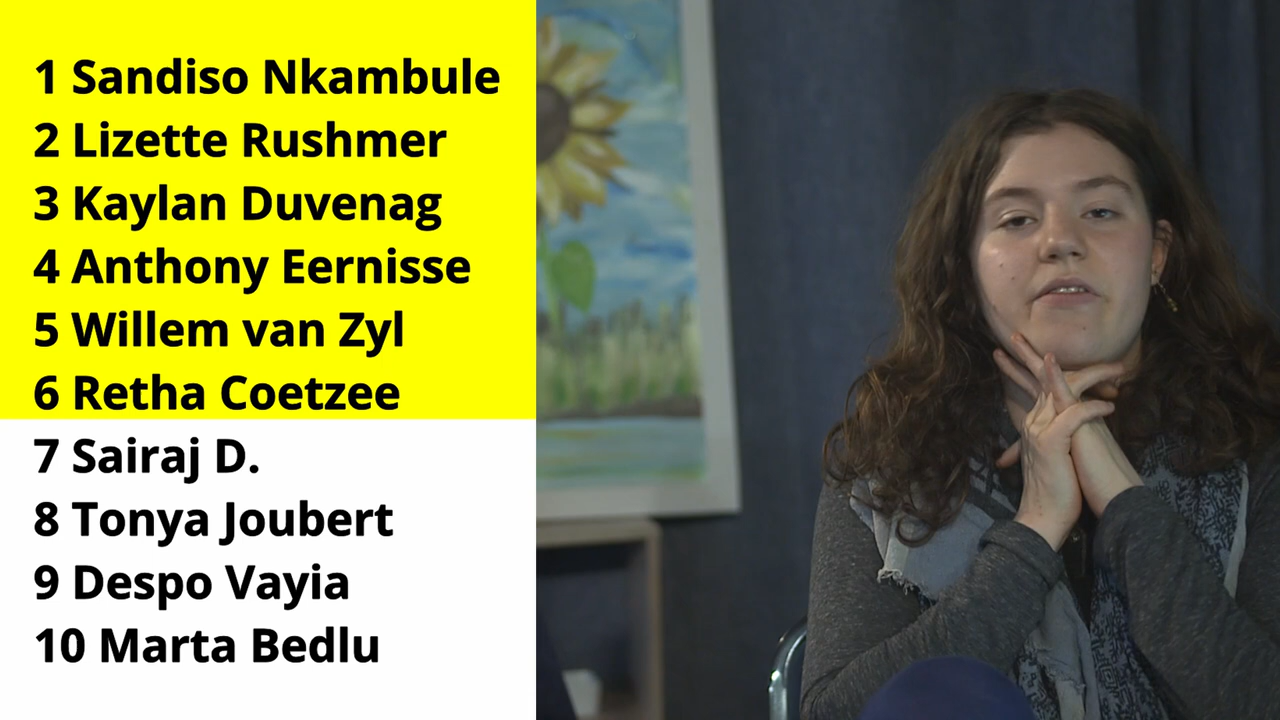 1 Sandiso Nkambule
2 Lizette Rushmer
3 Kaylan Duvenag
4 Anthony Eernisse
5 Willem van Zyl
6 Retha Coetzee
7 Sairaj D.
8 Tonya Joubert
9 Despo Vayia
10 Marta Bedlu